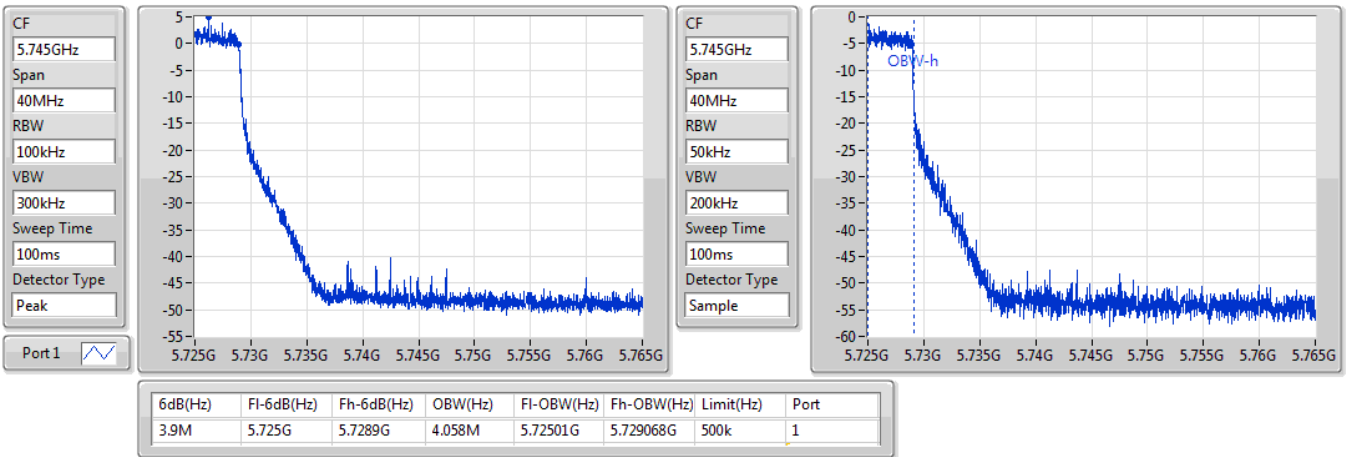 CF
5.745GHz
Span
40MHz
RBW
100kHz
VBW
300kHz
Sweep Time
100ms
Detector Type
Peak
Port 1
5
0
-5
-10
-15
-20
-25
-30
-35
-40
-45
-50
-55
5.725G 5.73G 5.735G 5.74G 5.745G 5.75G 5.755G 5.76G 5.765G
CF
5.745GHz
Span
40MHz
RBW
50kHz
VBW
200kHz
Sweep Time
100ms
Detector Type
Sample
0
-5
-10
-15
-20
-25
-30
-35
-40
-45
-50
-55
-60
OBW-h
5.725G 5.73G 5.735G 5.74G 5.745G 5.75G 5.755G 5.76G 5.765G
6dB(Hz) Fl-6dB(Hz) Fh-6dB(Hz) OBW(Hz) Fl-OBW(Hz) Fh-OBW(Hz) Limit(Hz) Port
3.9M 5.725G 5.7289G 4.058M 5.72501G 5.729068G 500k 1